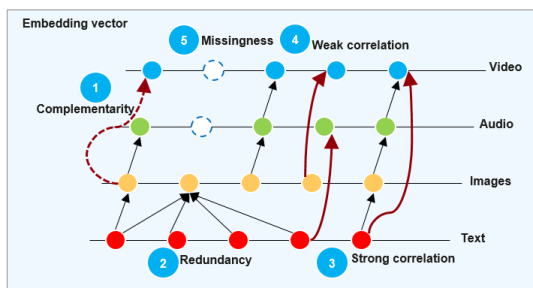 Embedding vector
5 Missingness
4 Weak correlation
Video
1
Complementarity
Audio
Images
Text
2 Redundancy
3 Strong correlation